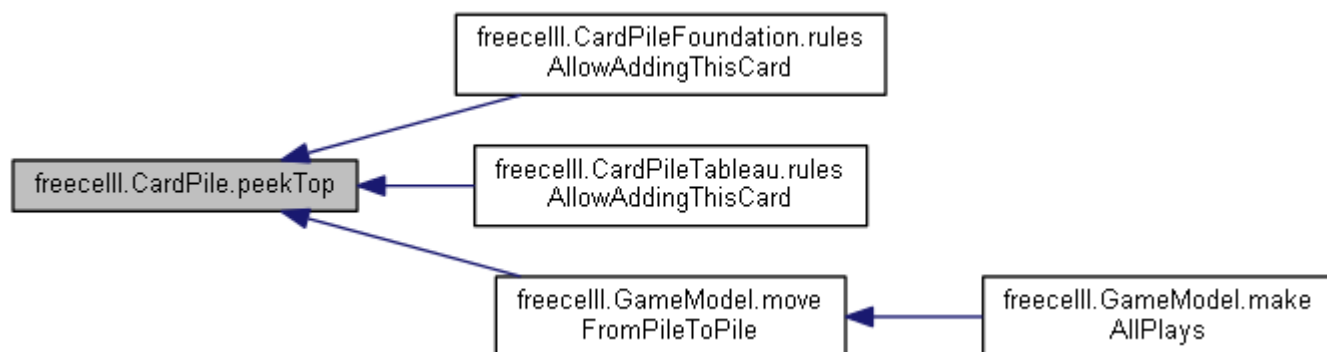 freecellI.CardPileFoundation.rules
AllowAddingThisCard
freecellI.CardPile.peekTop
freecellI.CardPileTableau.rules
AllowAddingThisCard
freecellI.GameModel.move
FromPileToPile
freecellI.GameModel.make
AllPlays